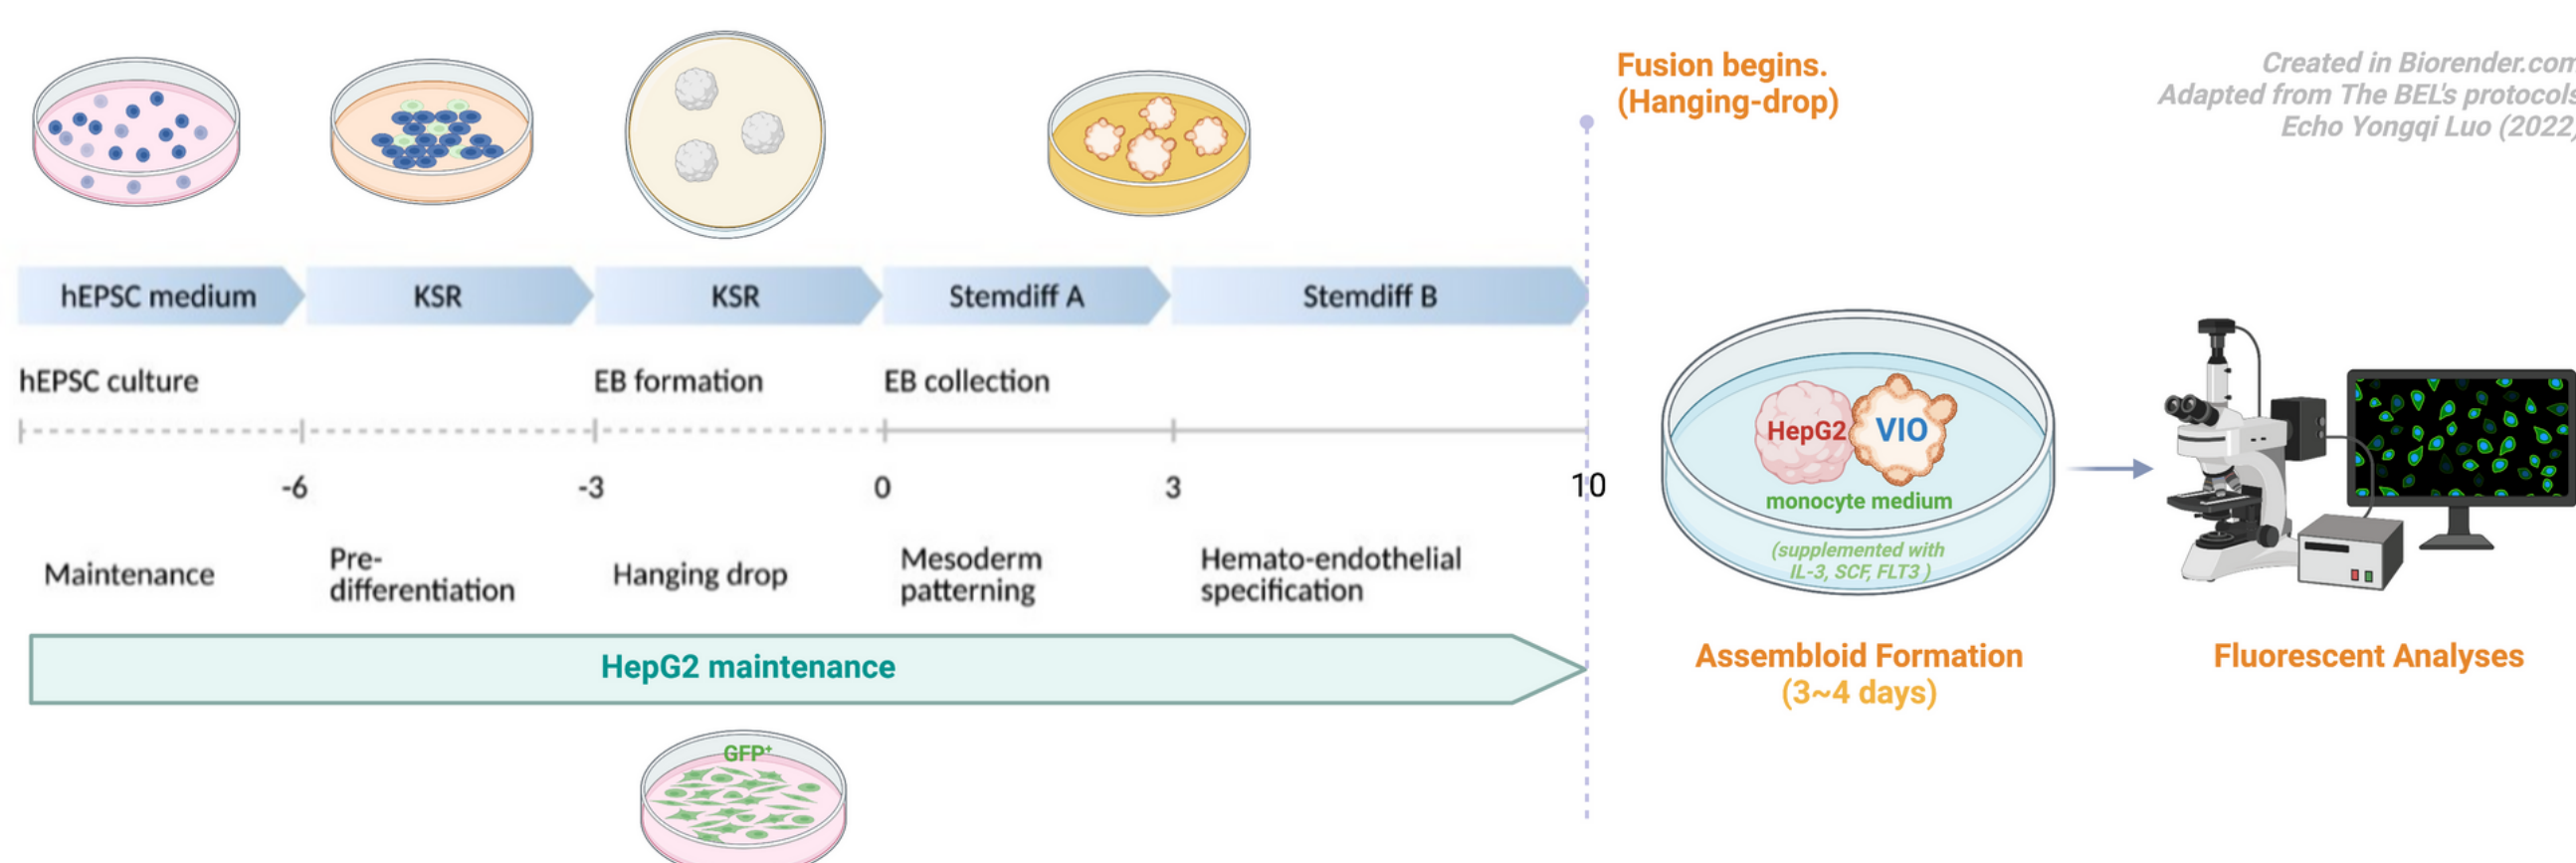 Fusion begins.
(Hanging-drop)
Created in Biorender.com
Adapted from The BEL's protocols
Echo Yongqi Luo (2022)
hEPSC medium
KSR
KSR
Stemdiff A
Stemdiff B
hEPSC culture
EB formation
EB collection
-6
-3
0
3
10
Maintenance
Pre-
differentiation
Hanging drop
Mesoderm
patterning
Hemato-endothelial
specification
HepG2 maintenance
GFP+
HepG2
VIO
monocyte medium
(supplemented with
IL-3, SCF, FLT3 )
Assembloid Formation
(3~4 days)
Fluorescent Analyses